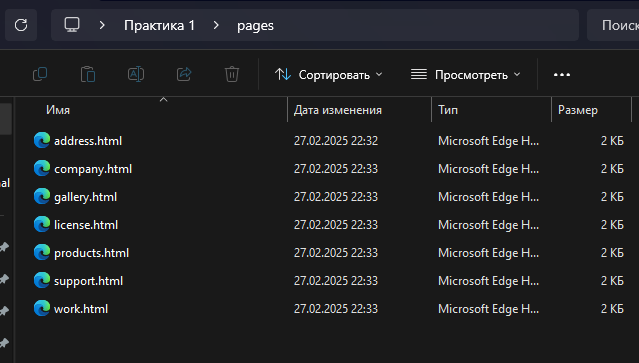 Практика 1 pages Поиск
Сортировать Просмотреть
Имя Дата изменения Тип Размер
address.html 27.02.2025 22:32 Microsoft Edge H... 2 КБ
company.html 27.02.2025 22:33 Microsoft Edge H... 2 КБ
gallery.html 27.02.2025 22:33 Microsoft Edge H... 2 КБ
nal license.html 27.02.2025 22:33 Microsoft Edge H... 2 КБ
products.html 27.02.2025 22:33 Microsoft Edge H... 2 КБ
support.html 27.02.2025 22:33 Microsoft Edge H... 2 КБ
work.html 27.02.2025 22:33 Microsoft Edge H... 2 КБ